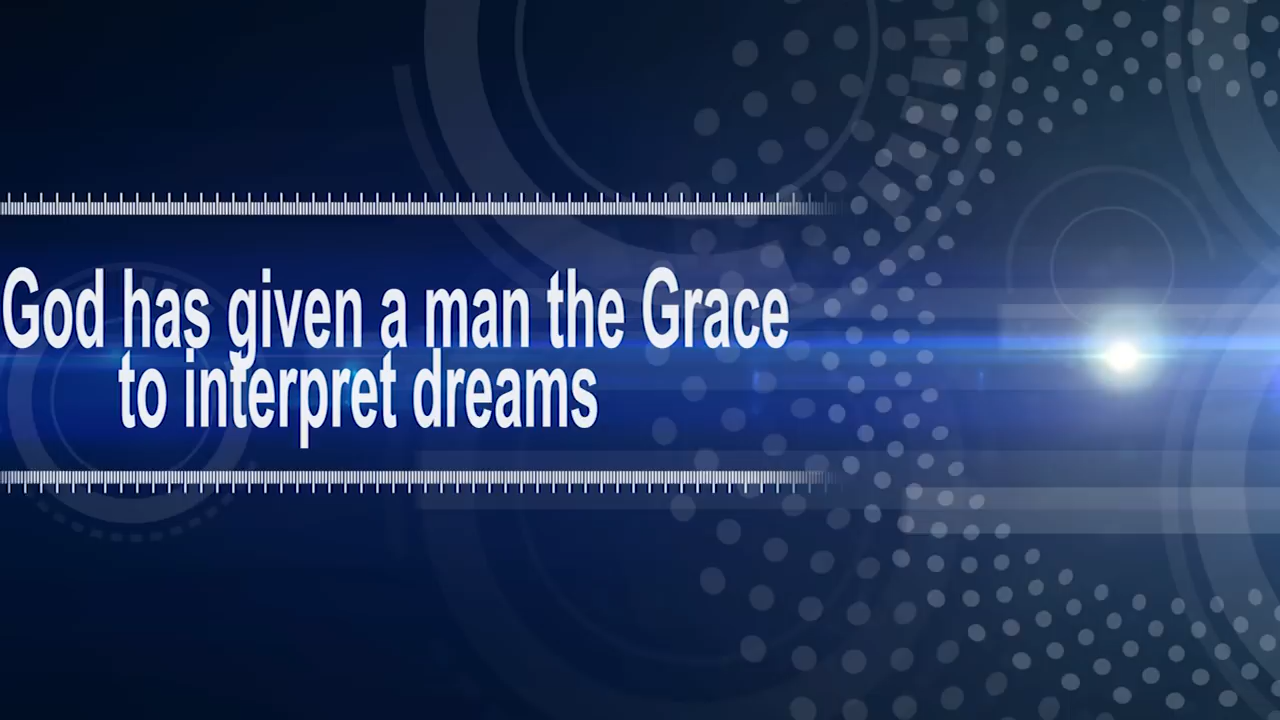 God has given a man the Grace
to interpret dreams